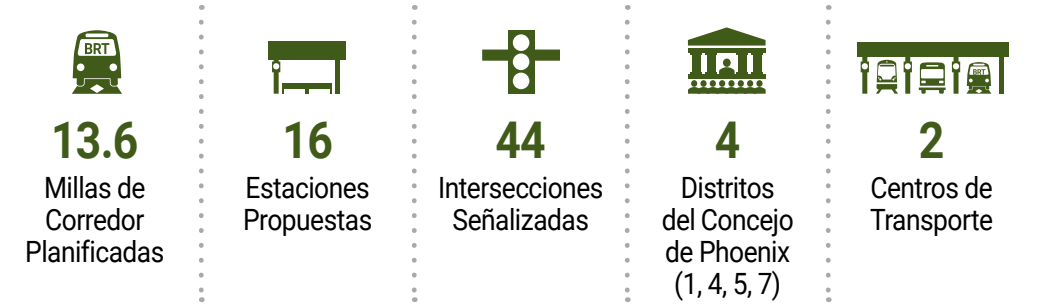 BRT
13.6
Millas de
Corredor
Planificadas
16
Estaciones
Propuestas
44
Intersecciones
Señalizadas
4
Distritos
del Concejo
de Phoenix
(1, 4, 5, 7)
BRT
2
Centros de
Transporte